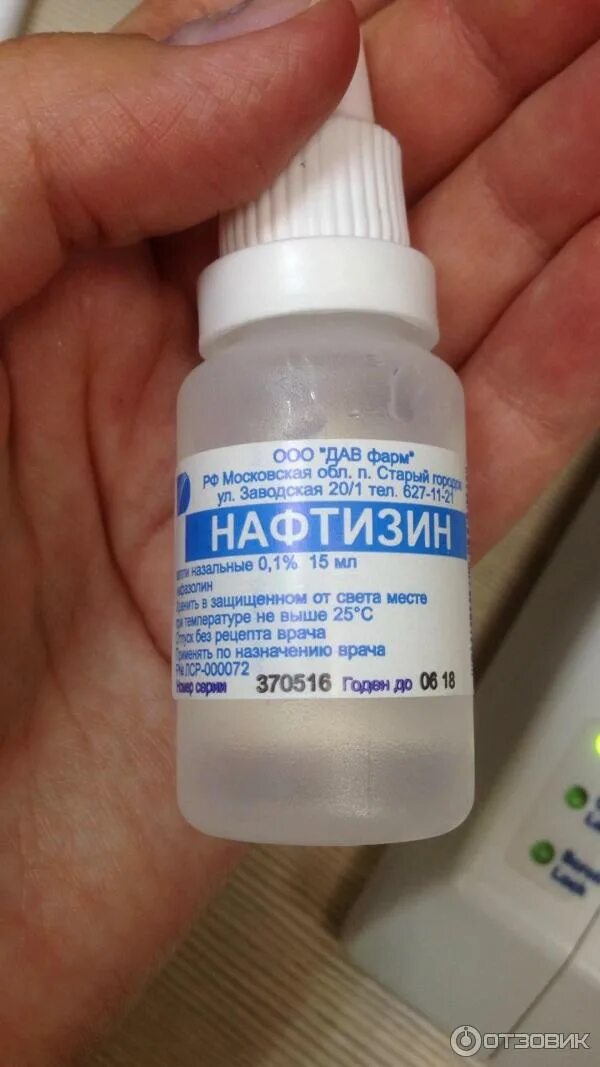 ООО "ДАВ фарм"
РФ Московская обл. п. Старый городок
ул. Заводская 20/1 тел. 627-11-21
НАФТИЗИН
назальные 0,1% 15 мл
в защищенном от света месте
температуре не выше 25°С
Отпуск без рецепта врача
Применять по назначению врача
ЛСР-000072
Номер серии 370516 Годен до 06 18
ОТЗОВИК